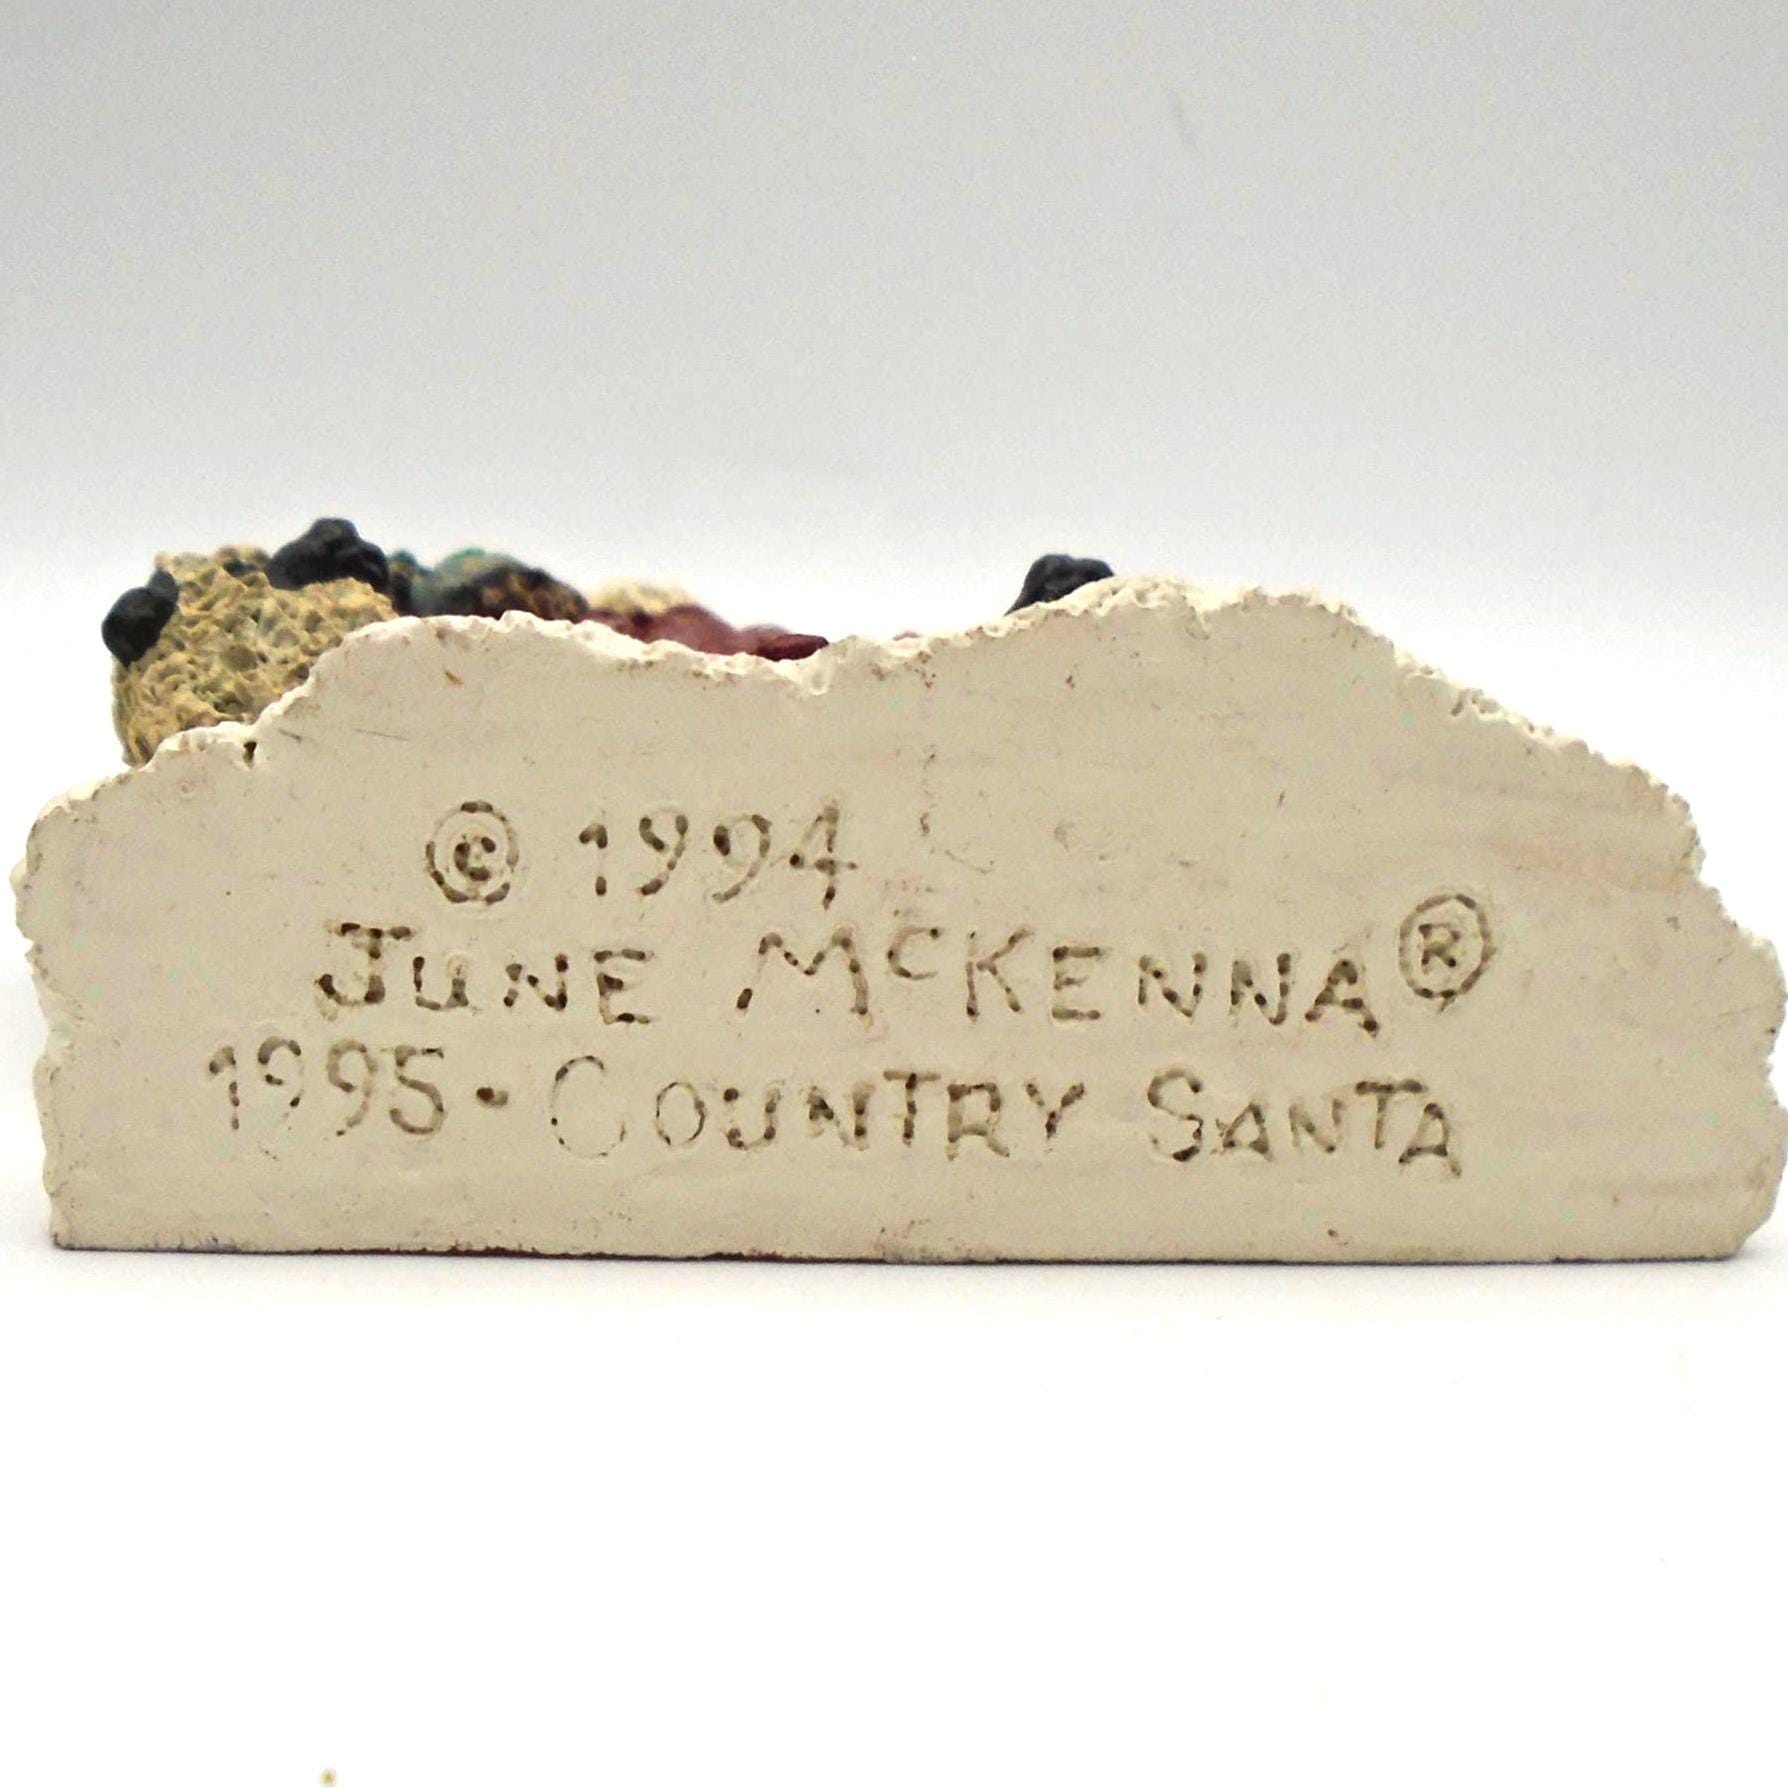 © 1994
JUNE McKENNA®
1995 - COUNTRY SANTA